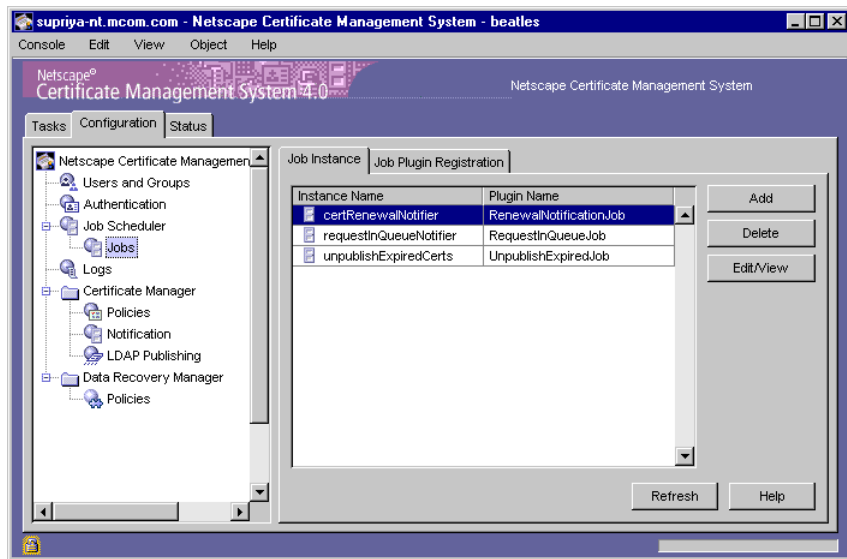 supriya-nt.mcom.com - Netscape Certificate Management System - beatles
Console Edit View Object Help
Netscape®
Certificate Management System 4.0
Netscape Certificate Management System
Tasks Configuration Status
Netscape Certificate Managemen
Users and Groups
Authentication
Job Scheduler
Jobs
Logs
Certificate Manager
Policies
Notification
LDAP Publishing
Data Recovery Manager
Policies
Job Instance Job Plugin Registration
Instance Name Plugin Name
certRenewalNotifier RenewalNotificationJob
requestInQueueNotifier RequestInQueueJob
unpublishExpiredCerts UnpublishExpiredJob
Add
Delete
Edit/View
Refresh Help